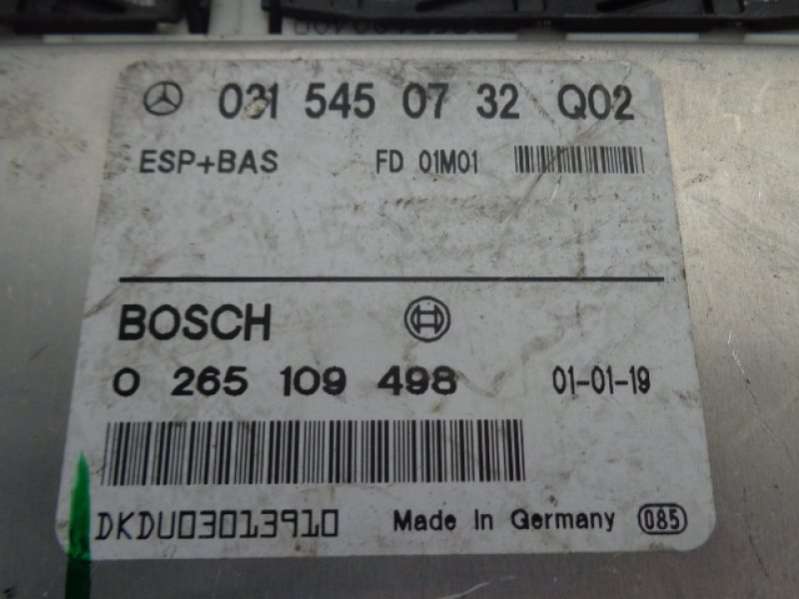 031 545 07 32 Q02
ESP+BAS FD 01M01
BOSCH
0 265 109 498 01-01-19
DKDU03013910 Made In Germany 085